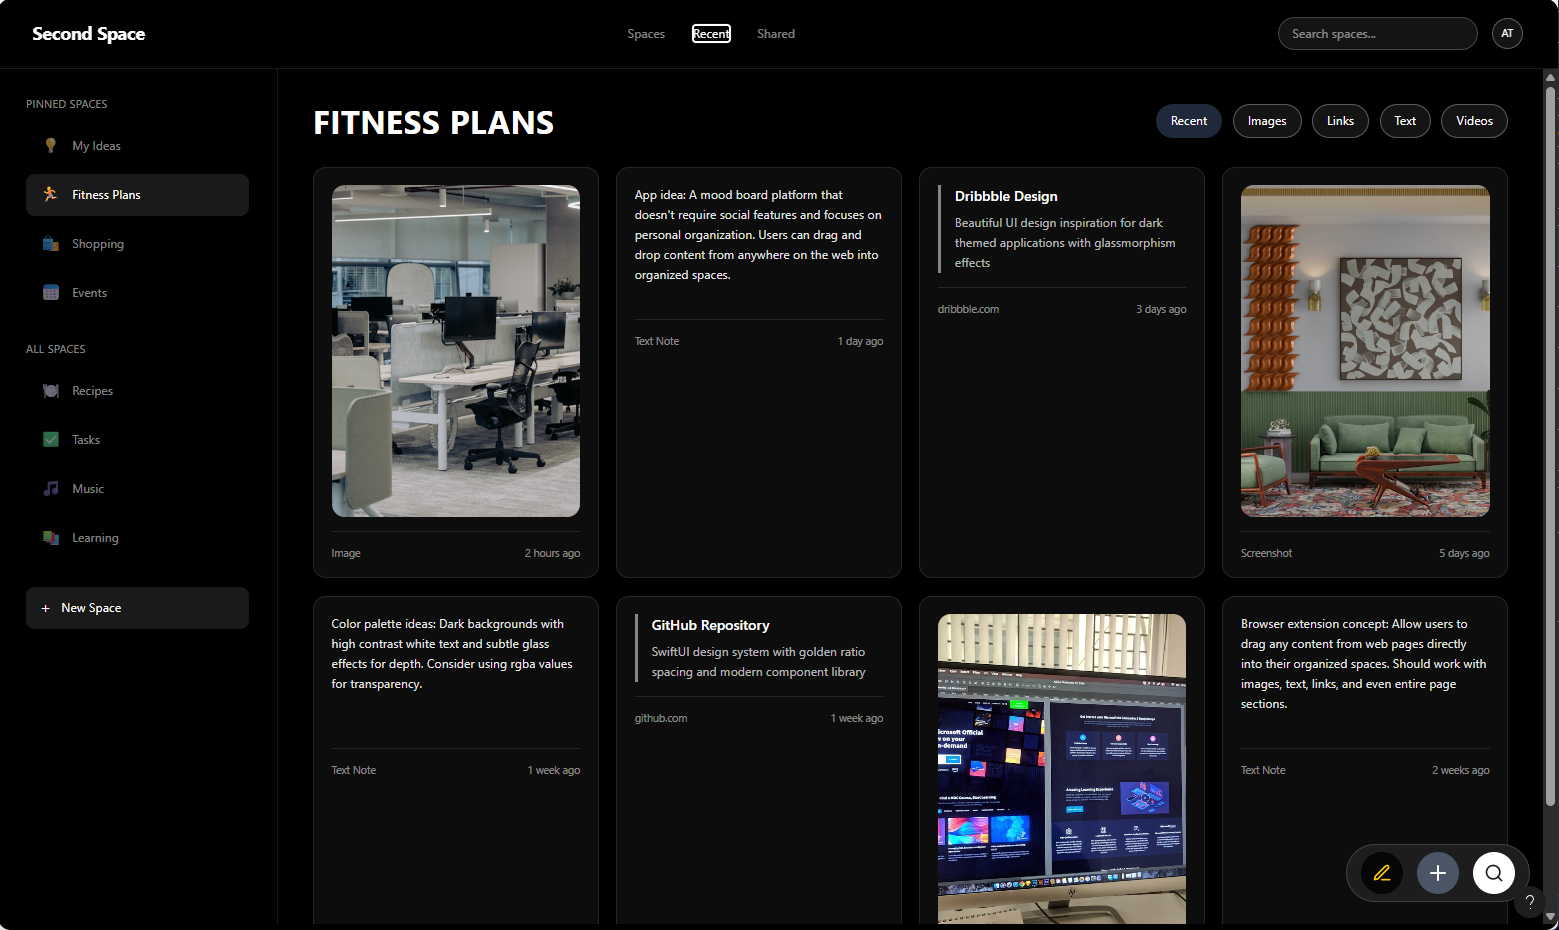 Second Space
Spaces
Recent
Shared
Search spaces...
AT
PINNED SPACES
My Ideas
Fitness Plans
Shopping
Events
ALL SPACES
Recipes
Tasks
Music
Learning
+ New Space
FITNESS PLANS
Recent
Images
Links
Text
Videos
Image
2 hours ago
App idea: A mood board platform that
doesn't require social features and focuses on
personal organization. Users can drag and
drop content from anywhere on the web into
organized spaces.
Text Note
1 day ago
Dribbble Design
Beautiful UI design inspiration for dark
themed applications with glassmorphism
effects
dribbble.com
3 days ago
Screenshot
5 days ago
Color palette ideas: Dark backgrounds with
high contrast white text and subtle glass
effects for depth. Consider using rgba values
for transparency.
Text Note
1 week ago
GitHub Repository
SwiftUI design system with golden ratio
spacing and modern component library
github.com
1 week ago
Official
on your
Amazing Learning Experience
Browser extension concept: Allow users to
drag any content from web pages directly
into their organized spaces. Should work with
images, text, links, and even entire page
sections.
Text Note
2 weeks ago
?